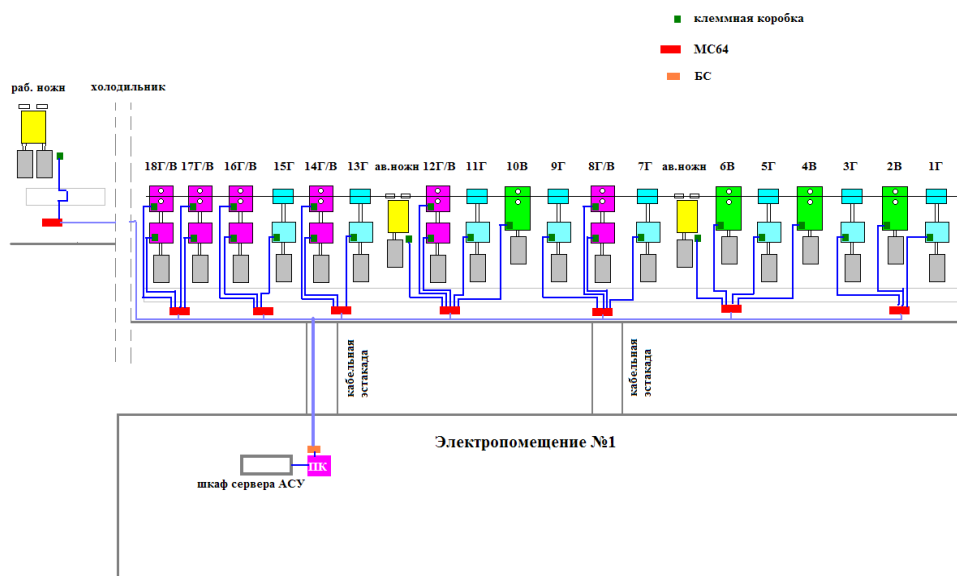 клеммная коробка
МС64
БС
раб. ножн
холодильник
18Г/В 17Г/В 16Г/В 15Г 14Г/В 13Г ав.ножн 12Г/В 11Г 10В 9Г 8Г/В 7Г ав.ножн 6В 5Г 4В 3Г 2В 1Г
кабельная
эстакада
кабельная
эстакада
Электропомещение №1
ПК
шкаф сервера АСУ